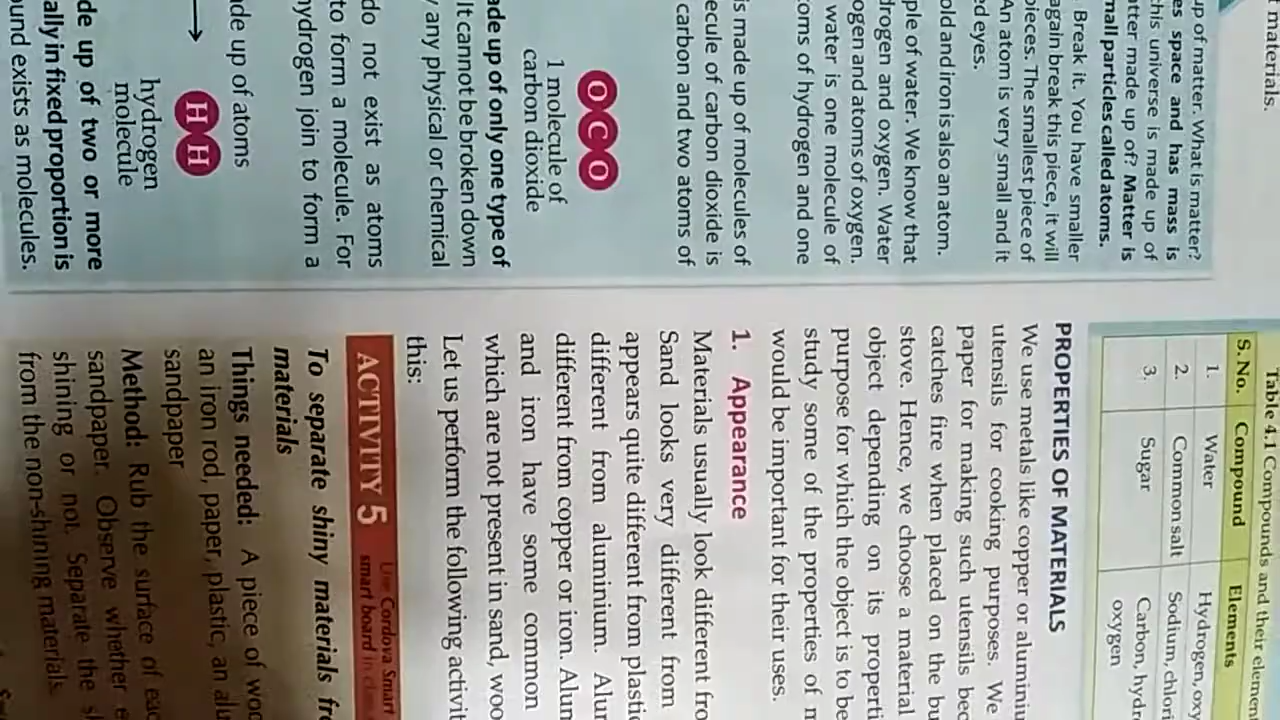 t materials.
up of matter. What is matter?
es space and has mass is
his universe is made up of
atter made up of? Matter is
mall particles called atoms.
Break it. You have smaller
again break this piece, it will
pieces. The smallest piece of
An atom is very small and it
ed eyes.
old and iron is also an atom.
ple of water. We know that
drogen and oxygen. Water
ogen and atoms of oxygen.
water is one molecule of
toms of hydrogen and one
is made up of molecules of
ecule of carbon dioxide is
carbon and two atoms of
O C O
1 molecule of
carbon dioxide
ade up of only one type of
It cannot be broken down
y any physical or chemical
do not exist as atoms
to form a molecule. For
hydrogen join to form a
de up of atoms
→ H H
hydrogen
molecule
de up of two or more
ally in fixed proportion is
ound exists as molecules.
Table 4.1 Compounds and their element
S. No. Compound Elements
1. Water Hydrogen, oxy
2. Common salt Sodium, chlori
3. Sugar Carbon, hydr
oxygen
PROPERTIES OF MATERIALS
We use metals like copper or aluminiu
utensils for cooking purposes. We
paper for making such utensils bec
catches fire when placed on the bu
stove. Hence, we choose a material
object depending on its properti
purpose for which the object is to be
study some of the properties of m
would be important for their uses.
1. Appearance
Materials usually look different fro
Sand looks very different from
appears quite different from plastic
different from aluminium. Alur
different from copper or iron. Alun
and iron have some common
which are not present in sand, woo
Let us perform the following activit
this:
ACTIVITY 5 Use Cordova Smart
smart board in
To separate shiny materials fro
materials
Things needed: A piece of woo
an iron rod, paper, plastic, an alu
sandpaper
Method: Rub the surface of eac
sandpaper. Observe whether e
shining or not. Separate the sh
from the non-shining materials.